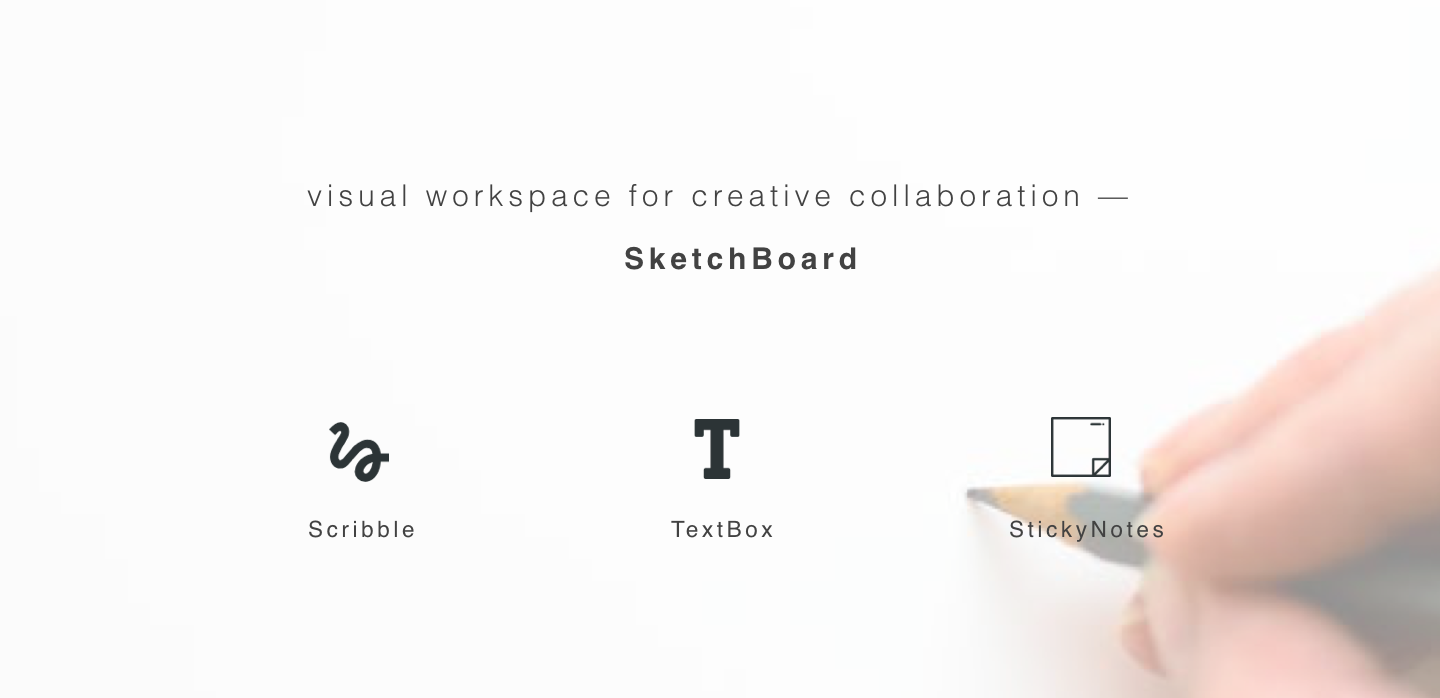 visual workspace for creative collaboration —
SketchBoard
Scribble
TextBox
StickyNotes